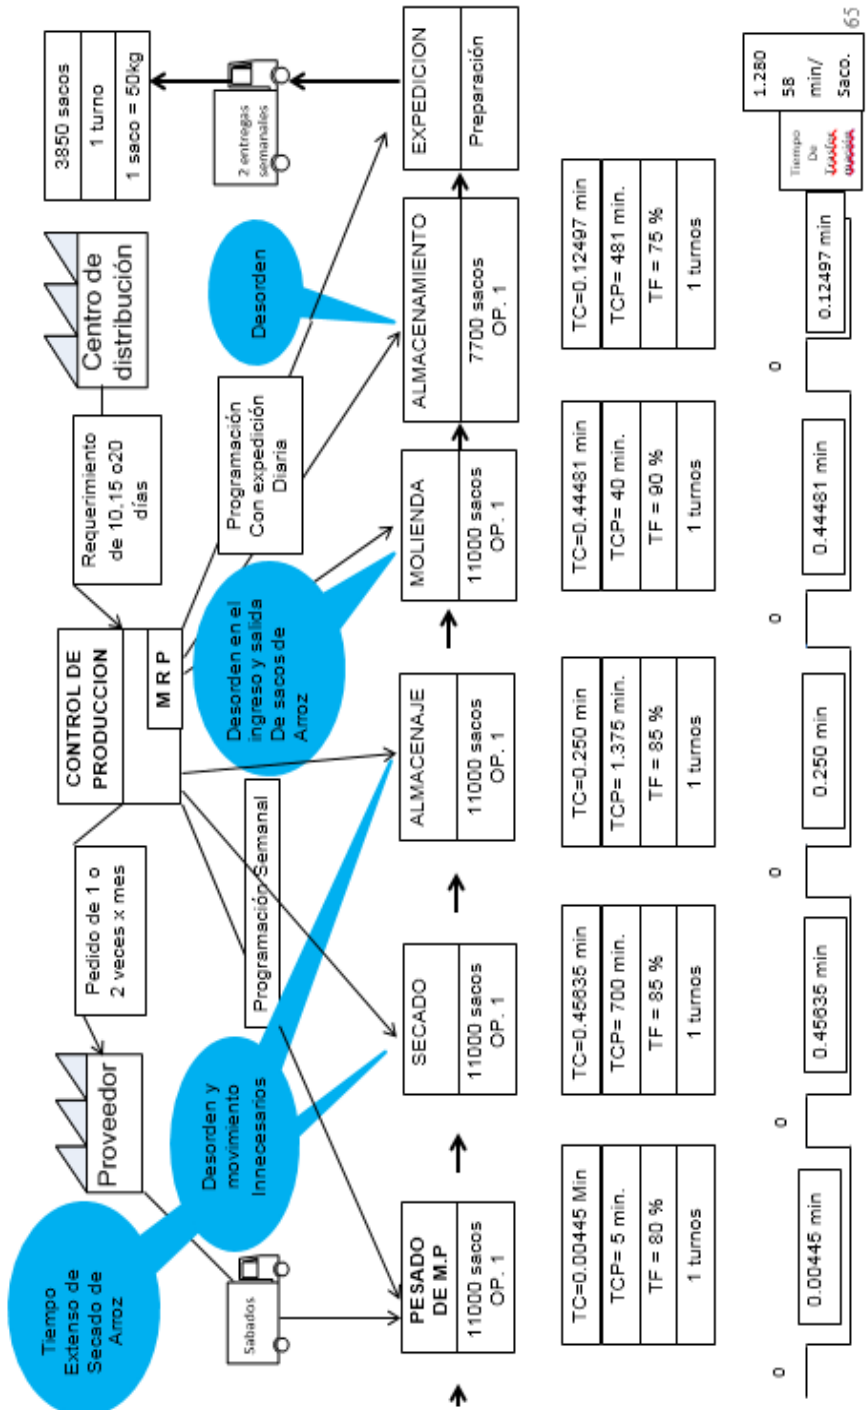 Tiempo
Extenso de
Secado de
Arroz
Proveedor
Pedido de 1 o
2 veces x mes
CONTROL DE
PRODUCCION
M R P
Requerimiento
de 10,15 o20
días
Centro de
distribución
3850 sacos
1 turno
1 saco = 50kg
Sabados
Desorden y
movimiento
Innecesarios
Programación Semanal
Desorden en el
ingreso y salida
De sacos de
Arroz
Programación
Con expedición
Diaria
Desorden
2 entregas
semanales
PESADO
DE M.P
11000 sacos
OP. 1
SECADO
11000 sacos
OP. 1
ALMACENAJE
11000 sacos
OP. 1
MOLIENDA
11000 sacos
OP. 1
ALMACENAMIENTO
7700 sacos
OP. 1
EXPEDICION
Preparación
TC=0.00445 Min
TCP= 5 min.
TF = 80 %
1 turnos
TC=0.45635 min
TCP= 700 min.
TF = 85 %
1 turnos
TC=0.250 min
TCP= 1.375 min.
TF = 85 %
1 turnos
TC=0.44481 min
TCP= 40 min.
TF = 90 %
1 turnos
TC=0.12497 min
TCP= 481 min.
TF = 75 %
1 turnos
0
0.00445 min
0
0.45635 min
0
0.250 min
0
0.44481 min
0
0.12497 min
Tiempo
De
1.280
58
min/
Saco.
65